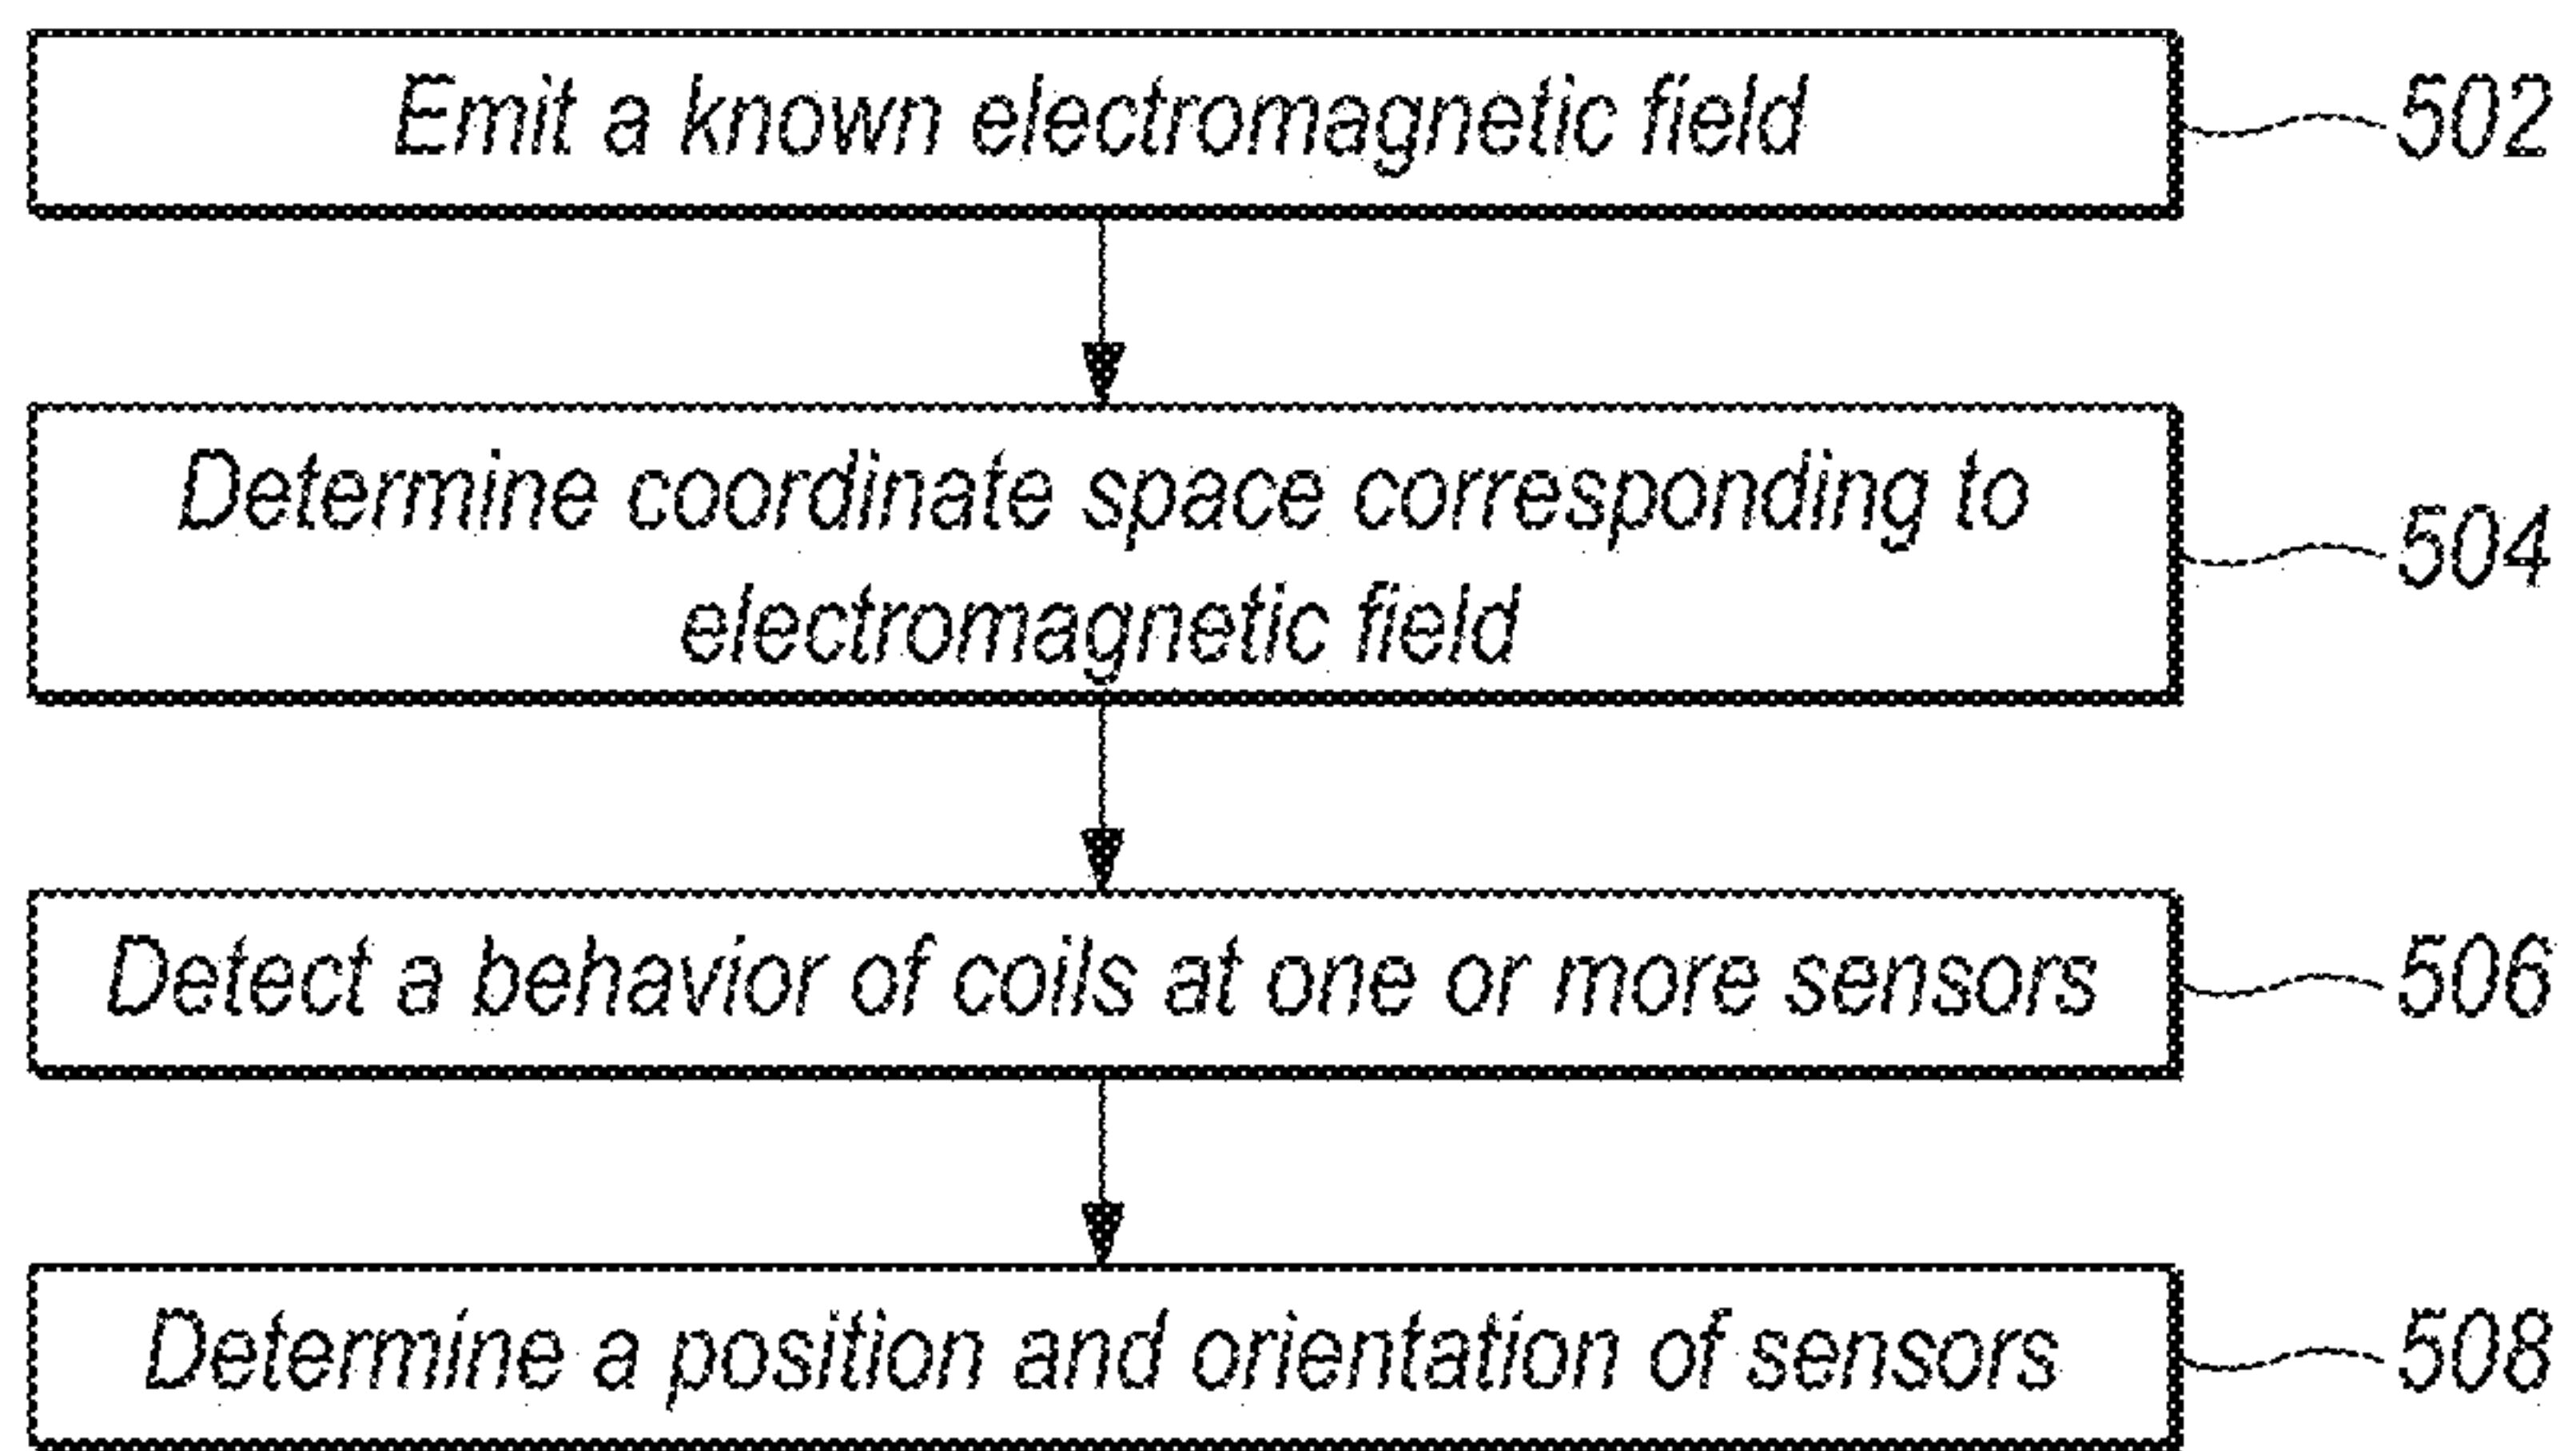 Emit a known electromagnetic field
502
Determine coordinate space corresponding to
electromagnetic field
504
Detect a behavior of coils at one or more sensors
506
Determine a position and orientation of sensors
508